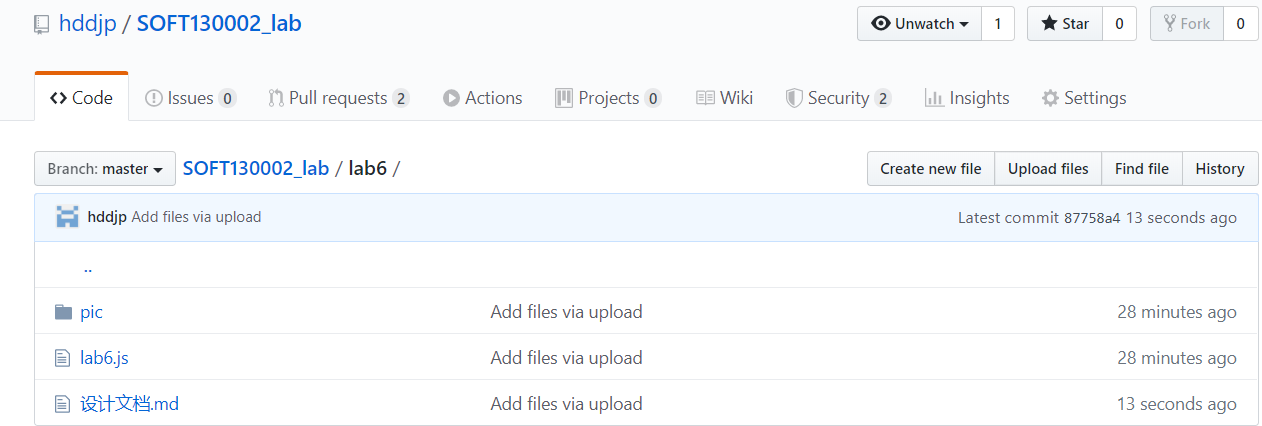 hddjp / SOFT130002_lab
Unwatch 1 Star 0 Fork 0
Code Issues 0 Pull requests 2 Actions Projects 0 Wiki Security 2 Insights Settings
Branch: master SOFT130002_lab / lab6 / Create new file Upload files Find file History
hddjp Add files via upload Latest commit 87758a4 13 seconds ago
..
pic Add files via upload 28 minutes ago
lab6.js Add files via upload 28 minutes ago
设计文档.md Add files via upload 13 seconds ago